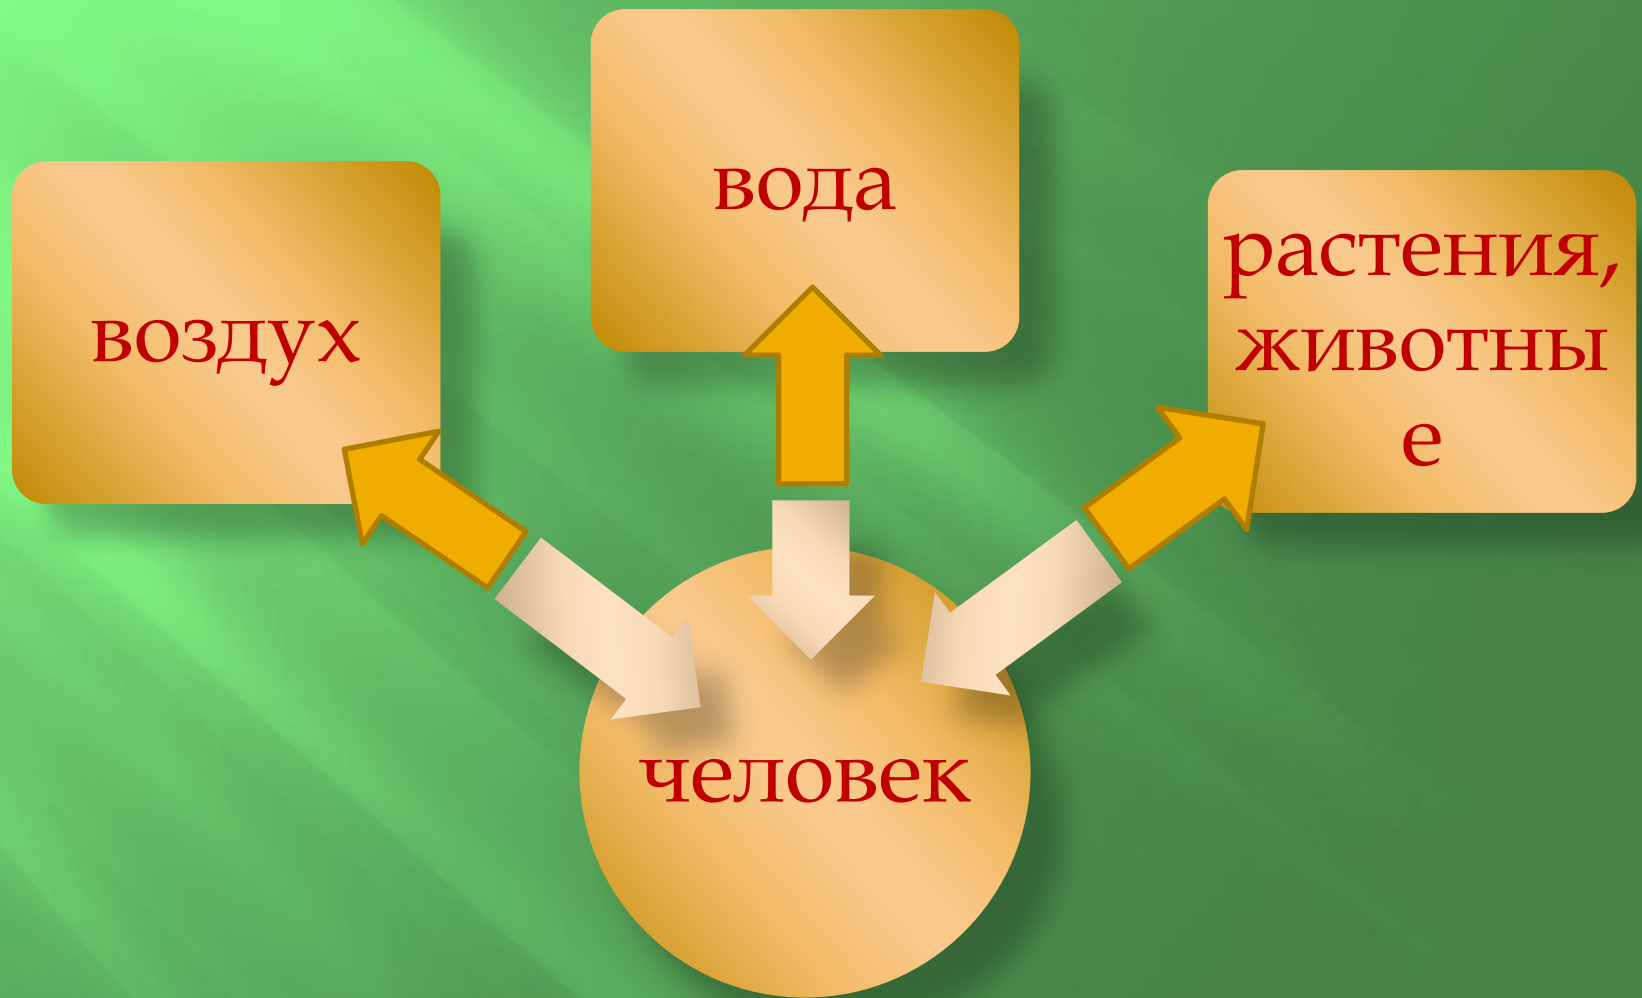 вода
воздух
растения,
животны
е
человек